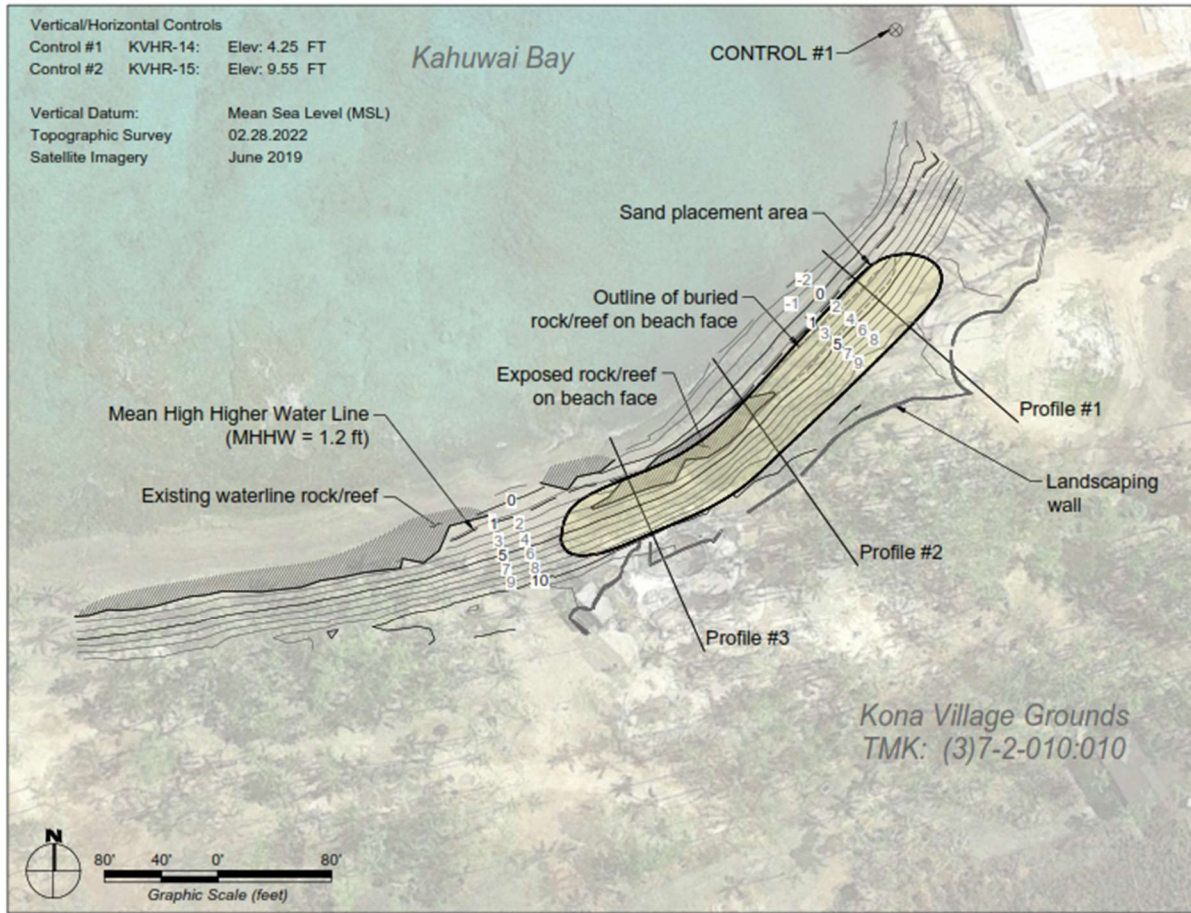 Vertical/Horizontal Controls
Control #1 KVHR-14: Elev: 4.25 FT
Control #2 KVHR-15: Elev: 9.55 FT
Vertical Datum: Mean Sea Level (MSL)
Topographic Survey 02.28.2022
Satellite Imagery June 2019
Kahuwai Bay
CONTROL #1
Sand placement area
-2
0
-1
2
Outline of buried
rock/reef on beach face
1
4
3
6
5
8
7
9
Exposed rock/reef
on beach face
Profile #1
Mean High Higher Water Line
(MHHW = 1.2 ft)
Landscaping
wall
Existing waterline rock/reef
0
1
2
3
4
5
6
7
8
9
10
Profile #2
Profile #3
Kona Village Grounds
TMK: (3)7-2-010:010
N
80' 40' 0' 80'
Graphic Scale (feet)